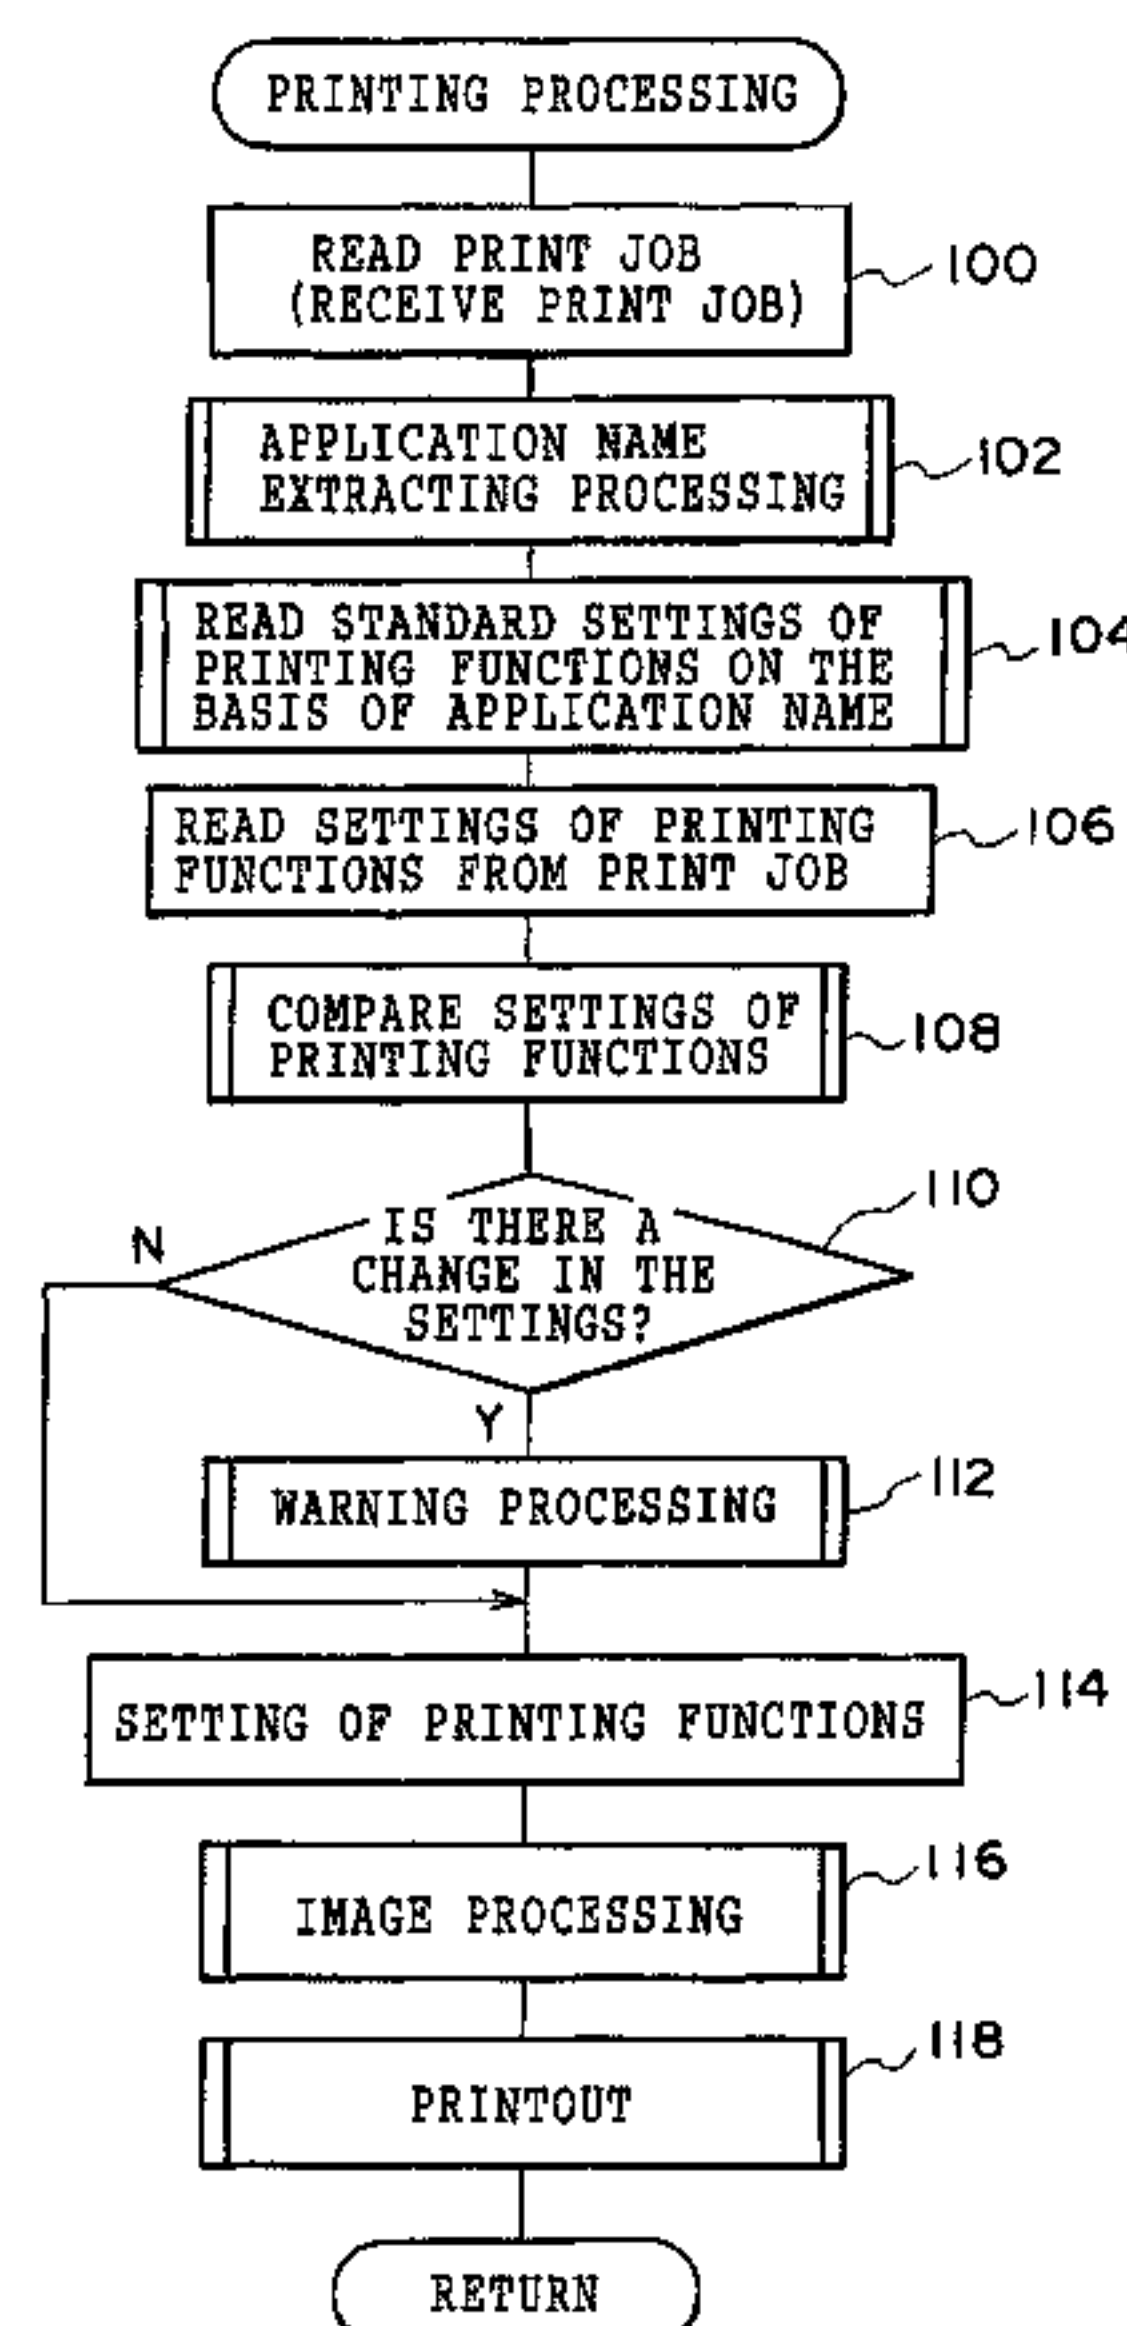 PRINTING PROCESSING
READ PRINT JOB
(RECEIVE PRINT JOB)
100
APPLICATION NAME
EXTRACTING PROCESSING
102
READ STANDARD SETTINGS OF
PRINTING FUNCTIONS ON THE
BASIS OF APPLICATION NAME
104
READ SETTINGS OF PRINTING
FUNCTIONS FROM PRINT JOB
106
COMPARE SETTINGS OF
PRINTING FUNCTIONS
108
110
N
IS THERE A
CHANGE IN THE
SETTINGS?
Y
WARNING PROCESSING
112
SETTING OF PRINTING FUNCTIONS
114
IMAGE PROCESSING
116
PRINTOUT
118
RETURN